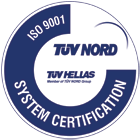 ISO 9001
TÜV NORD
TÜV HELLAS
Member of TÜV NORD Group
SYSTEM CERTIFICATION